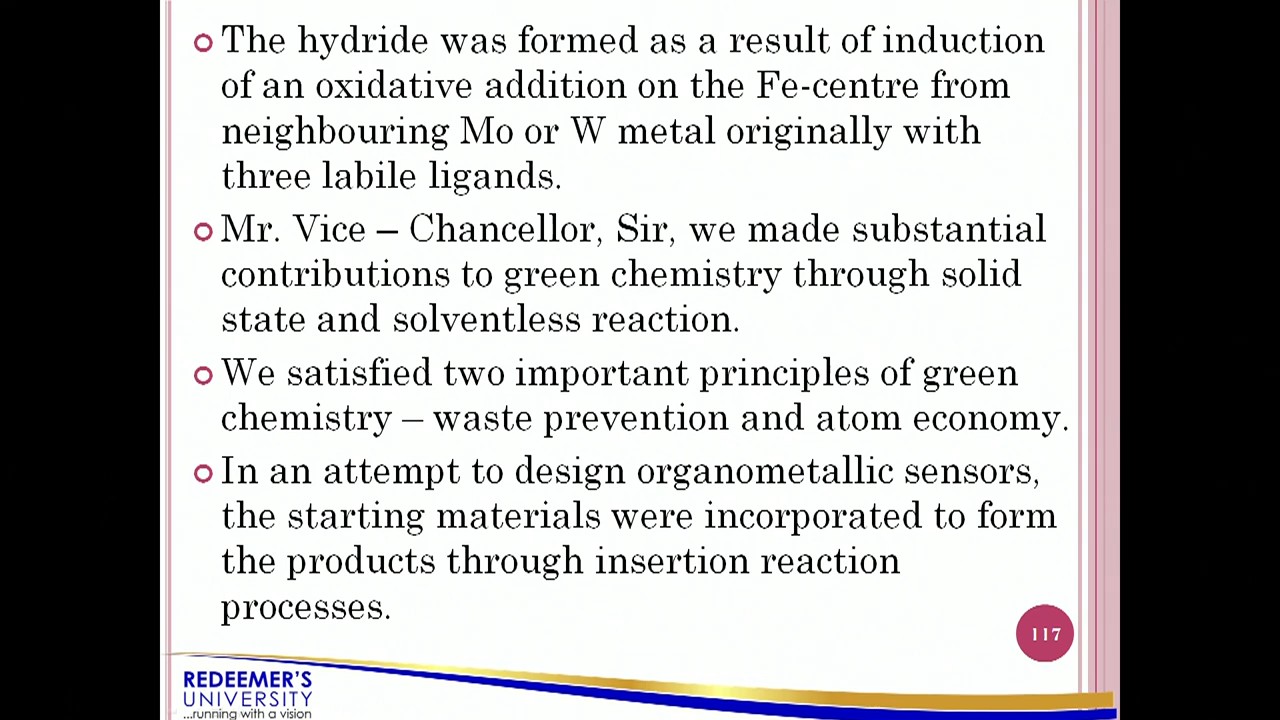 The hydride was formed as a result of induction
of an oxidative addition on the Fe-centre from
neighbouring Mo or W metal originally with
three labile ligands.
Mr. Vice – Chancellor, Sir, we made substantial
contributions to green chemistry through solid
state and solventless reaction.
We satisfied two important principles of green
chemistry – waste prevention and atom economy.
In an attempt to design organometallic sensors,
the starting materials were incorporated to form
the products through insertion reaction
processes.
117
REDEEMER'S
UNIVERSITY
...running with a vision